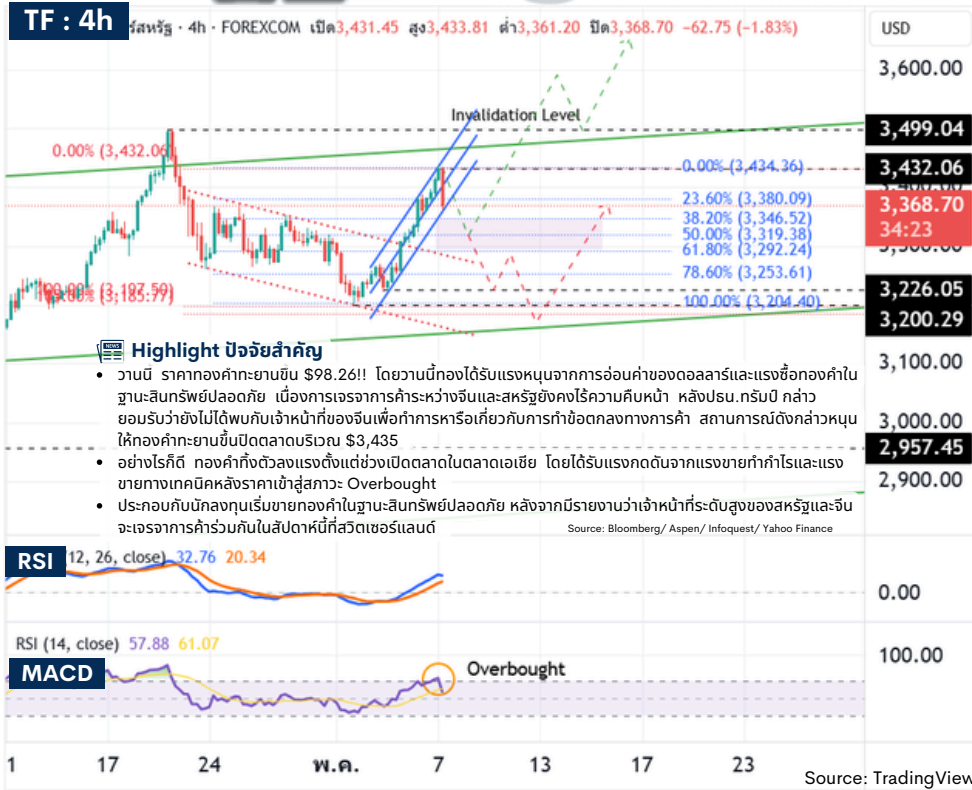 TF : 4h
ร์สหรัฐ · 4h · FOREXCOM เปิด3,431.45 สูง3,433.81 ต่ำ3,361.20 ปิด3,368.70 −62.75 (−1.83%)
USD
3,600.00
Invalidation Level
3,499.04
0.00% (3,432.06)
0.00% (3,434.36)
3,432.06
23.60% (3,380.09)
3,368.70
34:23
38.20% (3,346.52)
50.00% (3,319.38)
61.80% (3,292.24)
78.60% (3,253.61)
3,226.05
100.00% (3,204.40)
3,200.29
3,100.00
Highlight ปัจจัยสำคัญ
• วานนี้ ราคาทองคำทะยานขึ้น $98.26!! โดยวานนี้ทองได้รับแรงหนุนจากการอ่อนค่าของดอลลาร์และแรงซื้อทองคำใน
ฐานะสินทรัพย์ปลอดภัย เนื่องการเจรจาการค้าระหว่างจีนและสหรัฐยังคงไร้ความคืบหน้า หลังปธน.ทรัมป์ กล่าว
ยอมรับว่ายังไม่ได้พบกับเจ้าหน้าที่ของจีนเพื่อทำการหารือเกี่ยวกับการทำข้อตกลงทางการค้า สถานการณ์ดังกล่าวหนุน
ให้ทองคำทะยานขึ้นปิดตลาดบริเวณ $3,435
3,000.00
2,957.45
• อย่างไรก็ดี ทองคำทิ้งตัวลงแรงตั้งแต่ช่วงเปิดตลาดในตลาดเอเชีย โดยได้รับแรงกดดันจากแรงขายทำกำไรและแรง
ขายทางเทคนิคหลังราคาเข้าสู่สภาวะ Overbought
2,900.00
• ประกอบกับนักลงทุนเริ่มขายทองคำในฐานะสินทรัพย์ปลอดภัย หลังจากมีรายงานว่าเจ้าหน้าที่ระดับสูงของสหรัฐและจีน
จะเจรจาการค้าร่วมกันในสัปดาห์นี้ที่สวิตเซอร์แลนด์
Source: Bloomberg/ Aspen/ Infoquest/ Yahoo Finance
RSI
12, 26, close) 32.76 20.34
0.00
RSI (14, close) 57.88 61.07
100.00
MACD
Overbought
1 17 24 พ.ค. 7 13 17 23
Source: TradingView